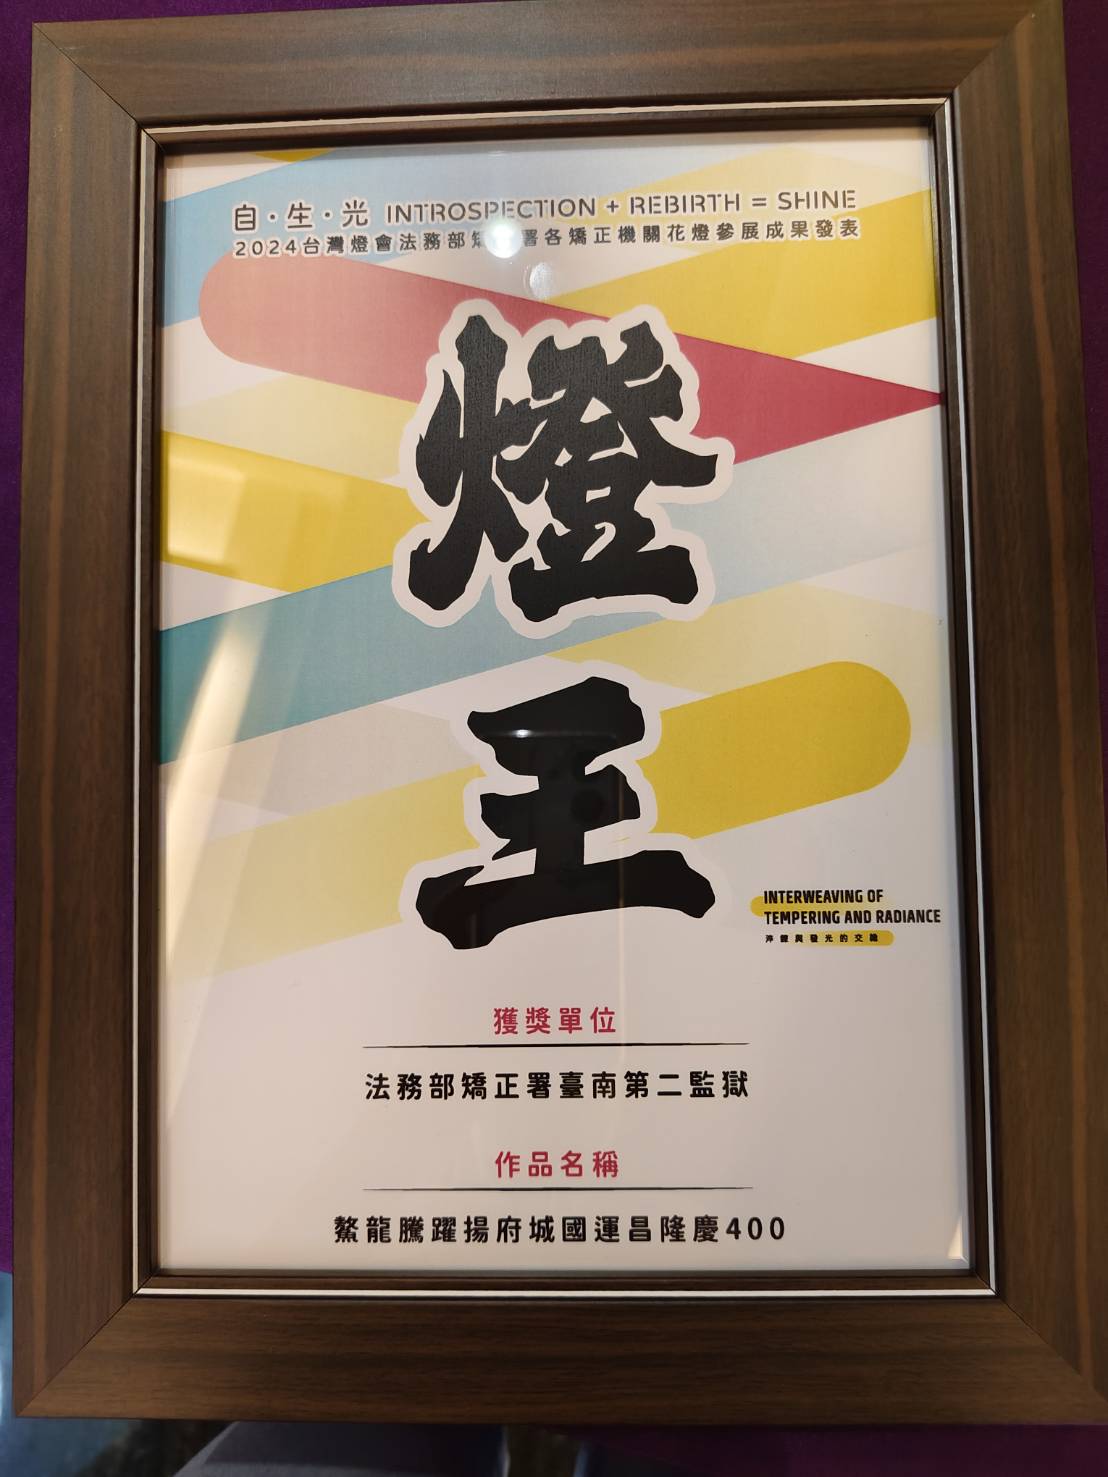 自·生·光 INTROSPECTION + REBIRTH = SHINE
2024台灣燈會法務部矯署各矯正機關花燈參展成果發表
燈
王
INTERWEAVING OF
TEMPERING AND RADIANCE
淬鍊與發光的交織
獲獎單位
法務部矯正署臺南第二監獄
作品名稱
鰲龍騰躍揚府城國運昌隆慶400